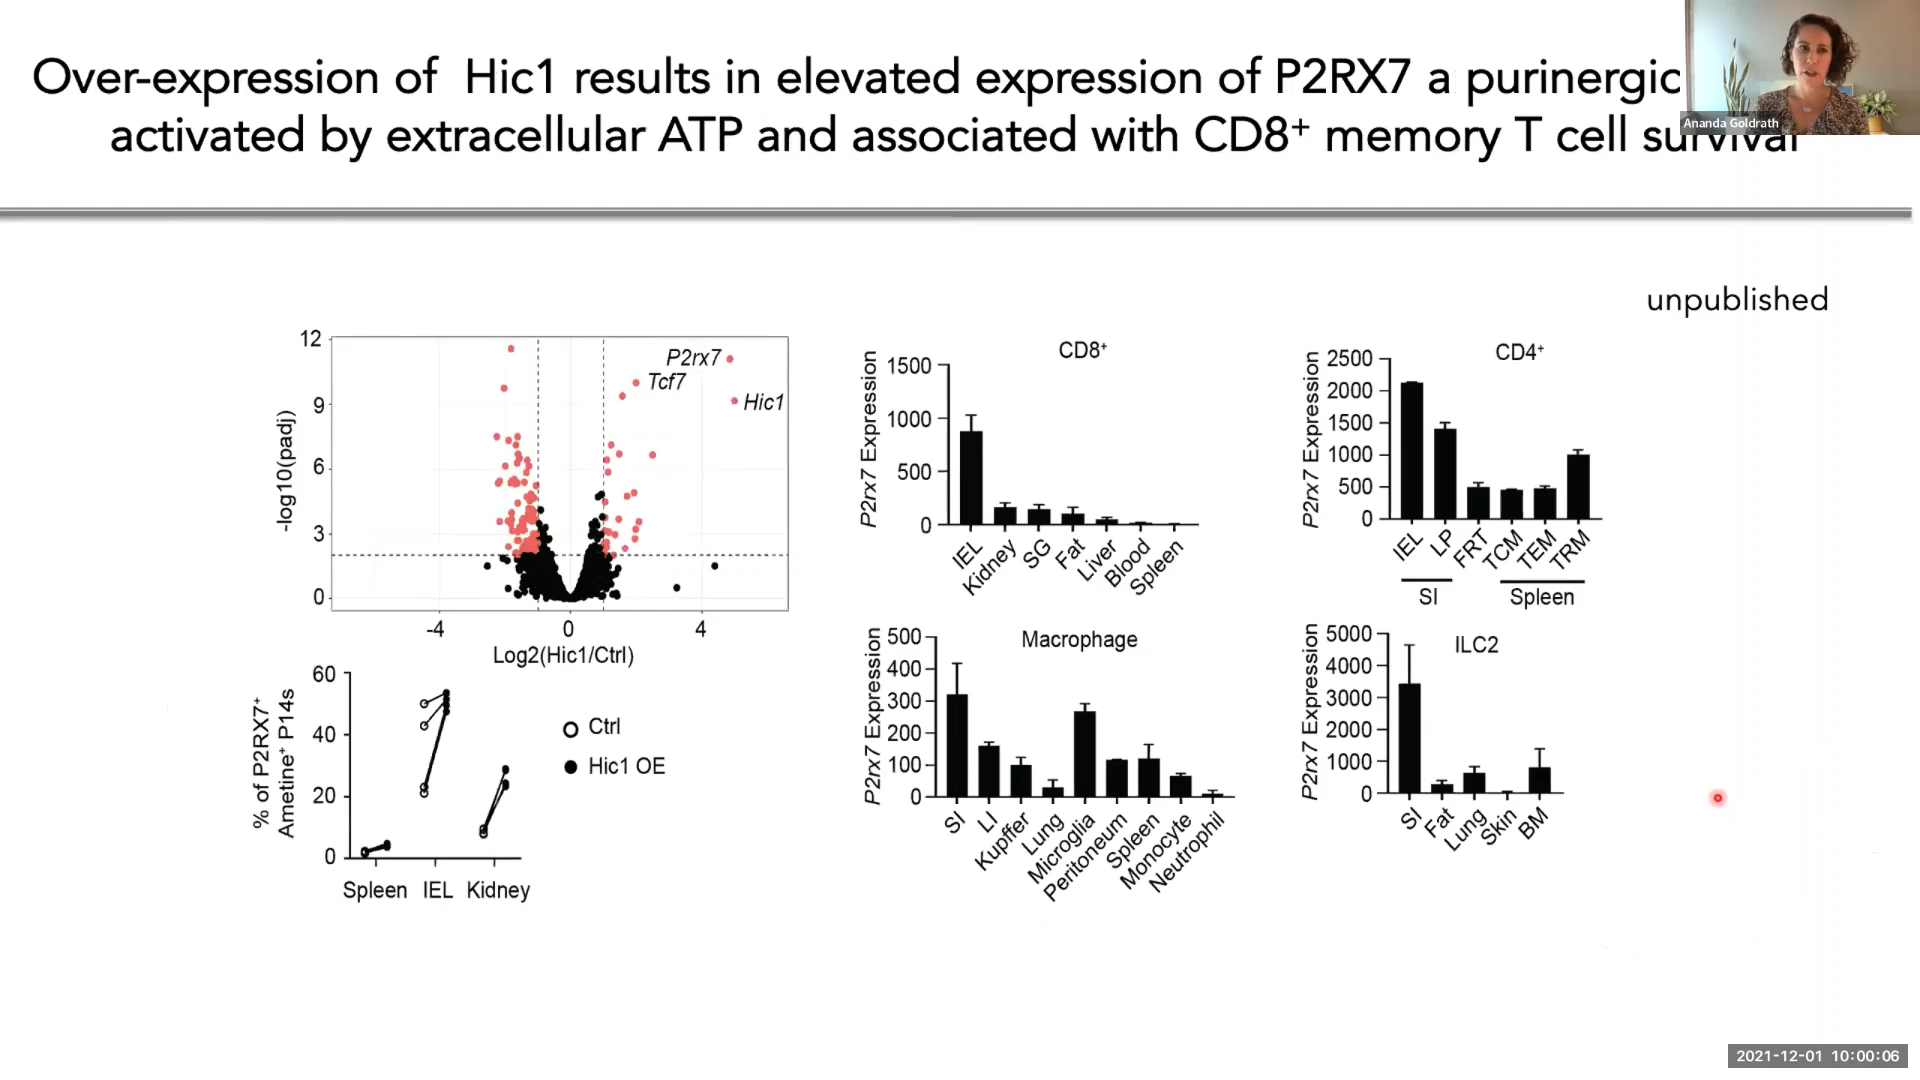 Over-expression of Hic1 results in elevated expression of P2RX7 a purinergic
activated by extracellular ATP and associated with CD8+ memory T cell survival
Ananda Goldrath
unpublished
12
9
6
3
0
-log10(padj)
P2rx7
Tcf7
Hic1
-4 0 4
Log2(Hic1/Ctrl)
60
40
20
0
% of P2RX7+
Ametine+ P14s
Spleen IEL Kidney
Ctrl
Hic1 OE
CD8+
P2rx7 Expression
1500
1000
500
0
IEL
Kidney
SG
Fat
Liver
Blood
Spleen
CD4+
P2rx7 Expression
2500
2000
1500
1000
500
0
IEL
LP
FRT
TCM
TEM
TRM
SI
Spleen
Macrophage
P2rx7 Expression
500
400
300
200
100
0
SI
LI
Kupffer
Lung
Microglia
Peritoneum
Spleen
Monocyte
Neutrophil
ILC2
P2rx7 Expression
5000
4000
3000
2000
1000
0
SI
Fat
Lung
Skin
BM
2021-12-01 10:00:06